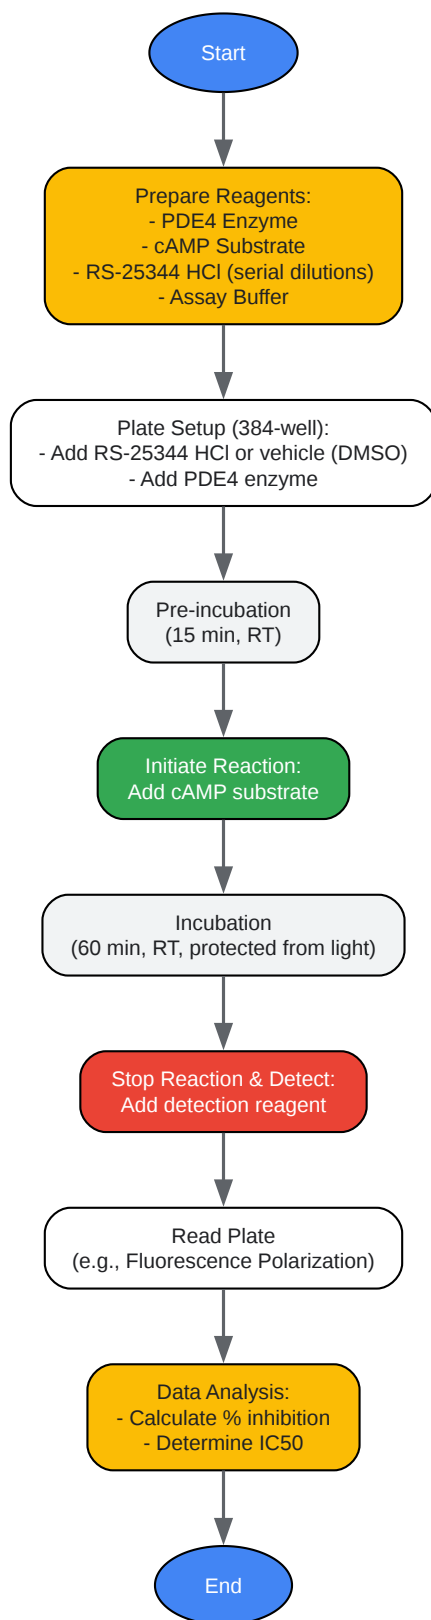 Start
Prepare Reagents:
- PDE4 Enzyme
- cAMP Substrate
- RS-25344 HCl (serial dilutions)
- Assay Buffer
Plate Setup (384-well):
- Add RS-25344 HCl or vehicle (DMSO)
- Add PDE4 enzyme
Pre-incubation
(15 min, RT)
Initiate Reaction:
Add cAMP substrate
Incubation
(60 min, RT, protected from light)
Stop Reaction & Detect:
Add detection reagent
Read Plate
(e.g., Fluorescence Polarization)
Data Analysis:
- Calculate % inhibition
- Determine IC50
End